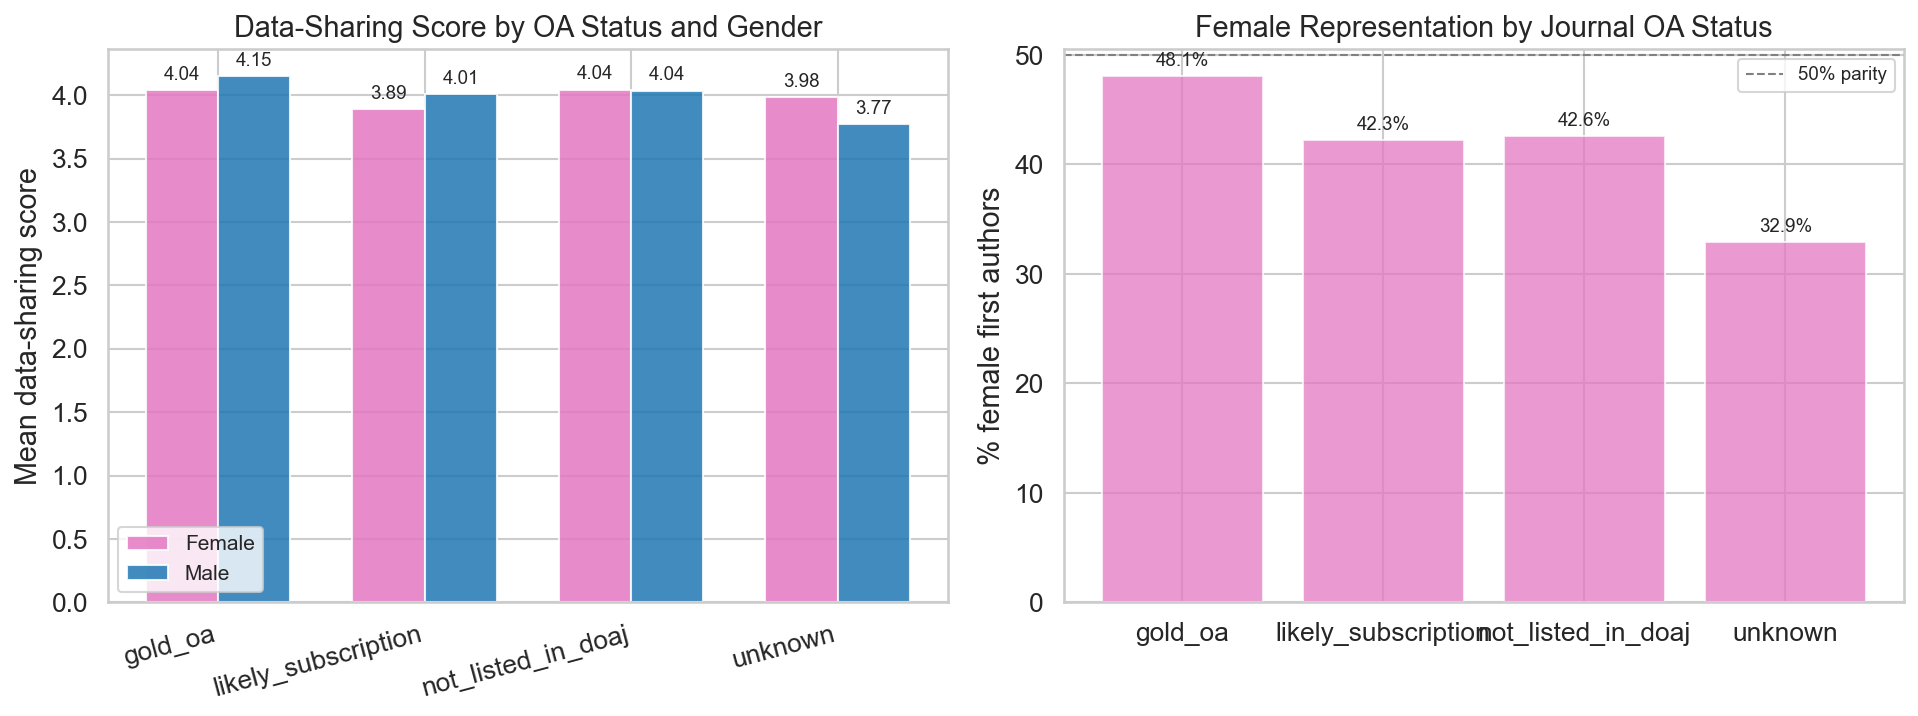 Data-Sharing Score by OA Status and Gender
Mean data-sharing score
4.0
3.5
3.0
2.5
2.0
1.5
1.0
0.5
0.0
4.04
4.15
3.89
4.01
4.04
4.04
3.98
3.77
Female
Male
gold_oa
likely_subscription
not_listed_in_doaj
unknown
Female Representation by Journal OA Status
% female first authors
50
40
30
20
10
0
48.1%
42.3%
42.6%
32.9%
50% parity
gold_oa
likely_subscription
not_listed_in_doaj
unknown